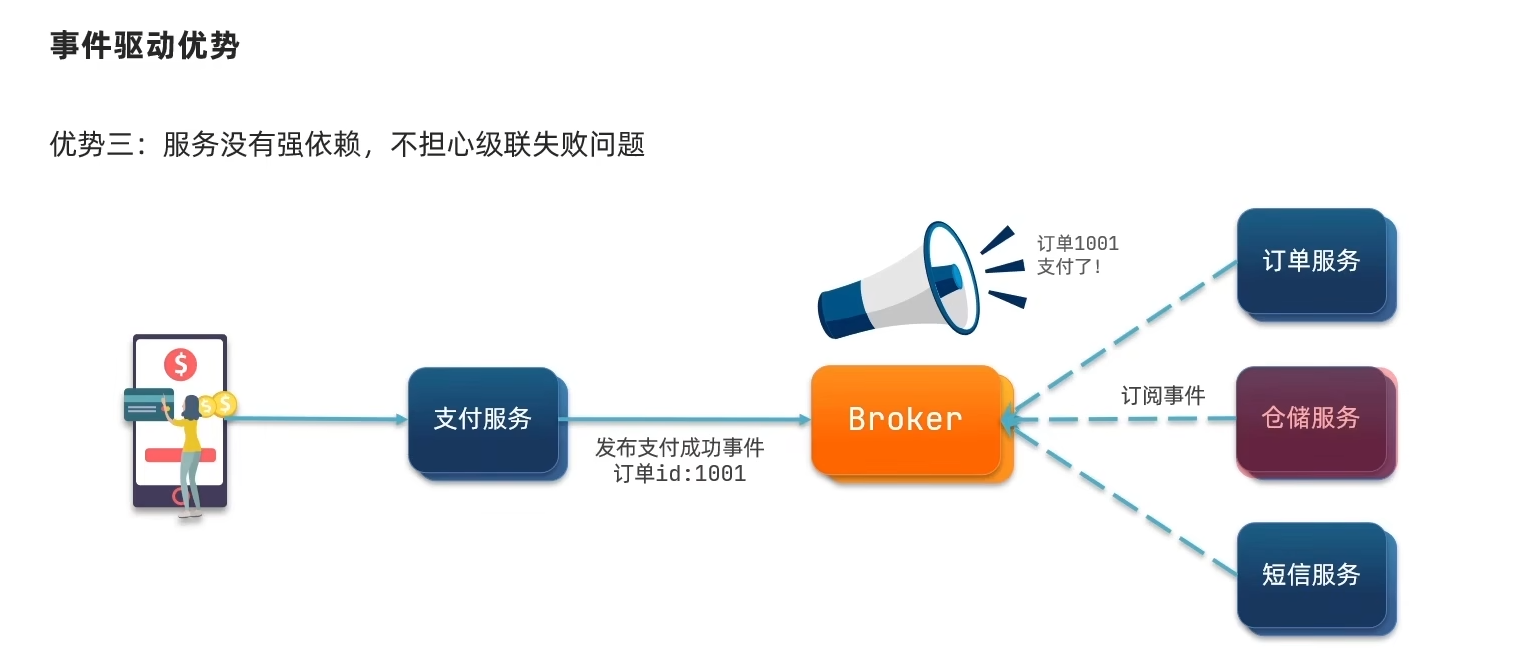 事件驱动优势
优势三：服务没有强依赖，不担心级联失败问题
订单1001
支付了！
订单服务
$
$
$
支付服务
发布支付成功事件
订单id:1001
Broker
订阅事件
仓储服务
短信服务